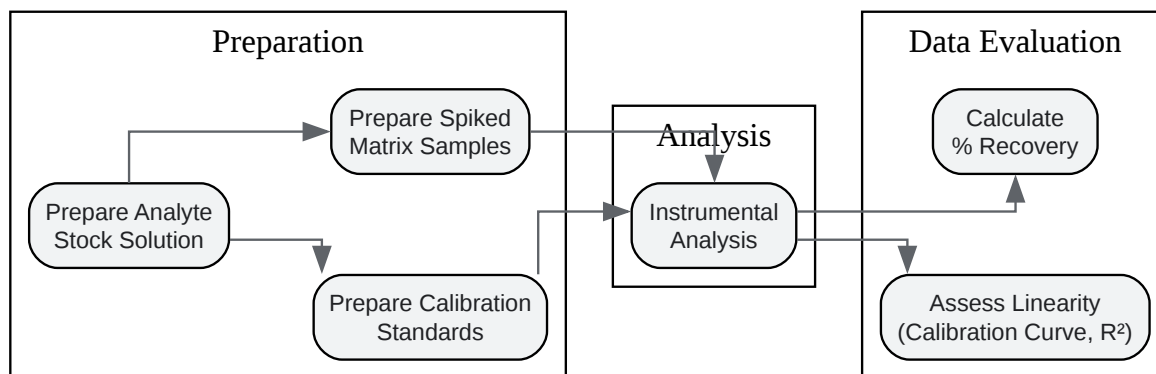 Preparation
Prepare Analyte
Stock Solution
Prepare Spiked
Matrix Samples
Prepare Calibration
Standards
Analysis
Instrumental
Analysis
Data Evaluation
Calculate
% Recovery
Assess Linearity
(Calibration Curve, R²)